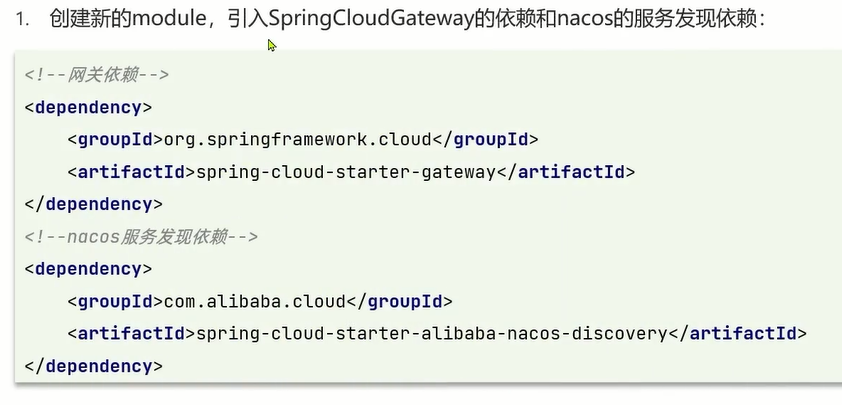 1. 创建新的module，引入SpringCloudGateway的依赖和nacos的服务发现依赖：
<!--网关依赖-->
<dependency>
    <groupId>org.springframework.cloud</groupId>
    <artifactId>spring-cloud-starter-gateway</artifactId>
</dependency>
<!--nacos服务发现依赖-->
<dependency>
    <groupId>com.alibaba.cloud</groupId>
    <artifactId>spring-cloud-starter-alibaba-nacos-discovery</artifactId>
</dependency>